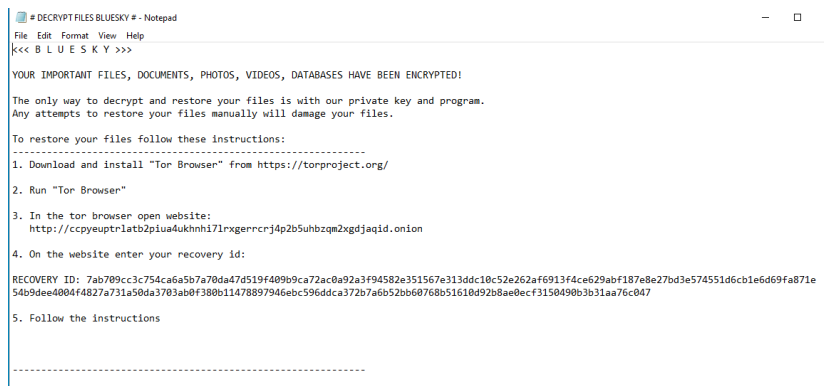 # DECRYPT FILES BLUESKY # - Notepad
File Edit Format View Help
<<< B L U E S K Y >>>
YOUR IMPORTANT FILES, DOCUMENTS, PHOTOS, VIDEOS, DATABASES HAVE BEEN ENCRYPTED!
The only way to decrypt and restore your files is with our private key and program.
Any attempts to restore your files manually will damage your files.
To restore your files follow these instructions:
--------------------------------------------------------------
1. Download and install "Tor Browser" from https://torproject.org/
2. Run "Tor Browser"
3. In the tor browser open website:
http://ccpyeuptrlatb2piua4ukhnhi7lrxgerrcrj4p2b5uhbzqm2xgdjaqid.onion
4. On the website enter your recovery id:
RECOVERY ID: 7ab709cc3c754ca6a5b7a70da47d519f409b9ca72ac0a92a3f94582e351567e313ddc10c52e262af6913f4ce629abf187e8e27bd3e574551d6cb1e6d69fa871e
54b9dee4004f4827a731a50da3703ab0f380b11478897946ebc596ddca372b7a6b52bb60768b51610d92b8ae0ecf3150490b3b31aa76c047
5. Follow the instructions
--------------------------------------------------------------